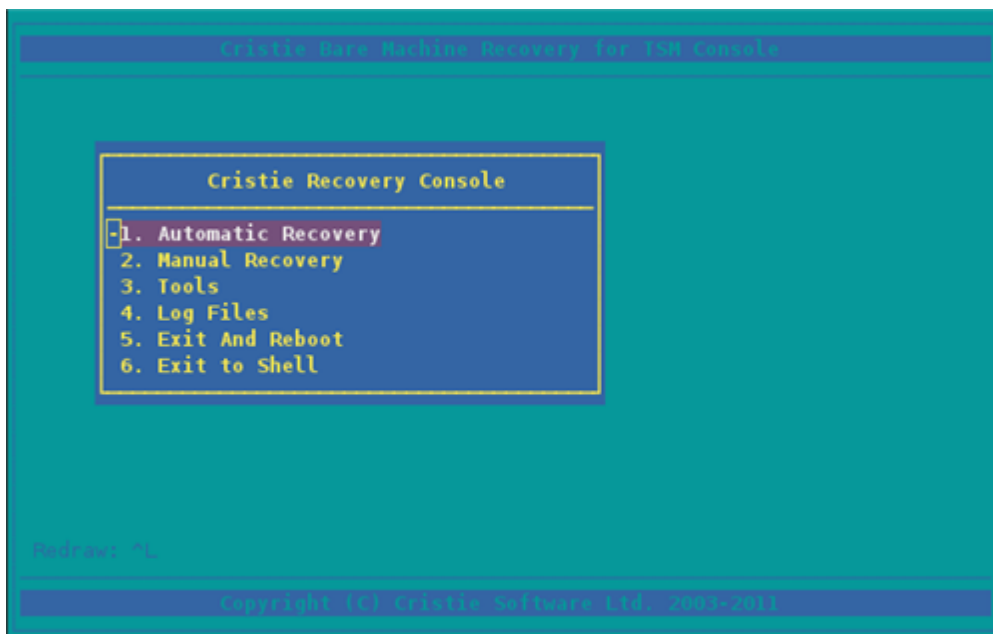 Cristie Bare Machine Recovery for TSM Console
Cristie Recovery Console
-1. Automatic Recovery
2. Manual Recovery
3. Tools
4. Log Files
5. Exit And Reboot
6. Exit to Shell
Redraw: ^L
Copyright (C) Cristie Software Ltd. 2003-2011